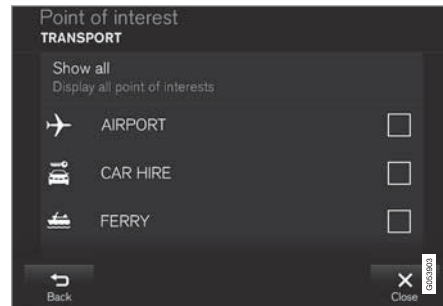 Point of interest
TRANSPORT
Show all
Display all point of interests
AIRPORT
CAR HIRE
FERRY
Back
Close
G053903